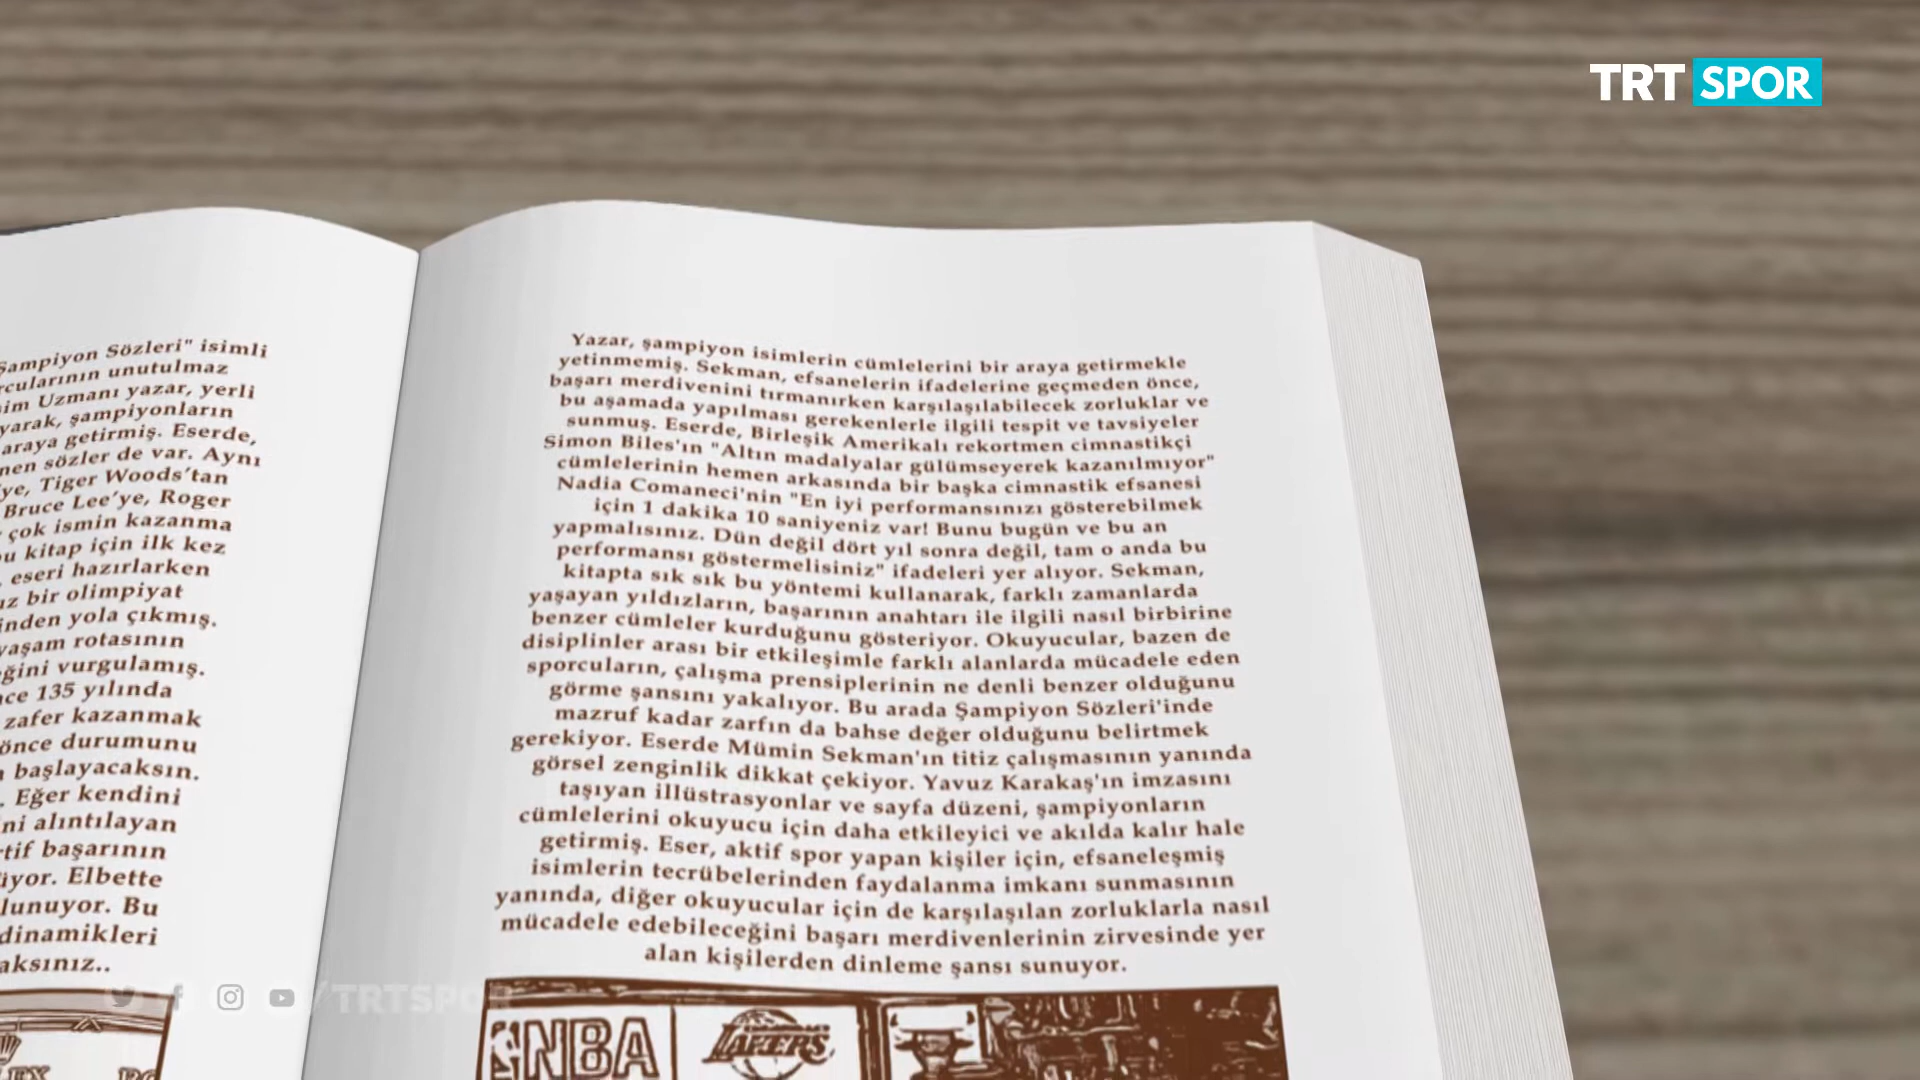 TRT SPOR
Şampiyon Sözleri" isimli
rcularının unutulmaz
Uzmanı yazar, yerli
şampiyonların
araya getirmiş. Eserde,
sözler de var. Aynı
Tiger Woods’tan
Bruce Lee’ye, Roger
çok ismin kazanma
kitap için ilk kez
eseri hazırlarken
bir olimpiyat
yola çıkmış.
yaşam rotasının
vurgulamış.
135 yılında
zafer kazanmak
önce durumunu
başlayacaksın.
. Eğer kendini
alıntılayan
başarının
Elbette
Bu
dinamikleri
Yazar, şampiyon isimlerin cümlelerini bir araya getirmekle
yetinmemiş. Sekman, efsanelerin ifadelerine geçmeden önce,
başarı merdivenini tırmanırken karşılaşılabilecek zorluklar ve
bu aşamada yapılması gerekenlerle ilgili tespit ve tavsiyeler
sunmuş. Eserde, Birleşik Amerikalı rekortmen cimnastikçi
Simon Biles'ın "Altın madalyalar gülümseyerek kazanılmıyor"
cümlelerinin hemen arkasında bir başka cimnastik efsanesi
Nadia Comaneci'nin "En iyi performansınızı gösterebilmek
için 1 dakika 10 saniyeniz var! Bunu bugün ve bu an
yapmalısınız. Dün değil dört yıl sonra değil, tam o anda bu
performansı göstermelisiniz" ifadeleri yer alıyor. Sekman,
kitapta sık sık bu yöntemi kullanarak, farklı zamanlarda
yaşayan yıldızların, başarının anahtarı ile ilgili nasıl birbirine
benzer cümleler kurduğunu gösteriyor. Okuyucular, bazen de
disiplinler arası bir etkileşimle farklı alanlarda mücadele eden
sporcuların, çalışma prensiplerinin ne denli benzer olduğunu
görme şansını yakalıyor. Bu arada Şampiyon Sözleri'inde
mazruf kadar zarfın da bahse değer olduğunu belirtmek
gerekiyor. Eserde Mümin Sekman'ın titiz çalışmasının yanında
görsel zenginlik dikkat çekiyor. Yavuz Karakaş'ın imzasını
taşıyan illüstrasyonlar ve sayfa düzeni, şampiyonların
cümlelerini okuyucu için daha etkileyici ve akılda kalır hale
getirmiş. Eser, aktif spor yapan kişiler için, efsaneleşmiş
isimlerin tecrübelerinden faydalanma imkanı sunmasının
yanında, diğer okuyucular için de karşılaşılan zorluklarla nasıl
mücadele edebileceğini başarı merdivenlerinin zirvesinde yer
alan kişilerden dinleme şansı sunuyor.
/TRTSPOR
NBA
LAKERS